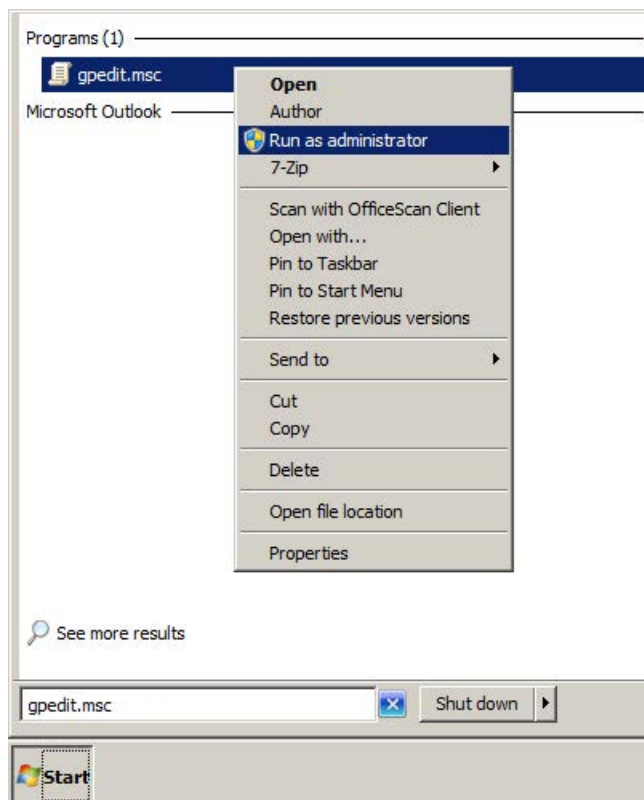 Programs (1)
gpedit.msc
Microsoft Outlook
Open
Author
Run as administrator
7-Zip
Scan with OfficeScan Client
Open with...
Pin to Taskbar
Pin to Start Menu
Restore previous versions
Send to
Cut
Copy
Delete
Open file location
Properties
See more results
gpedit.msc
Shut down
Start